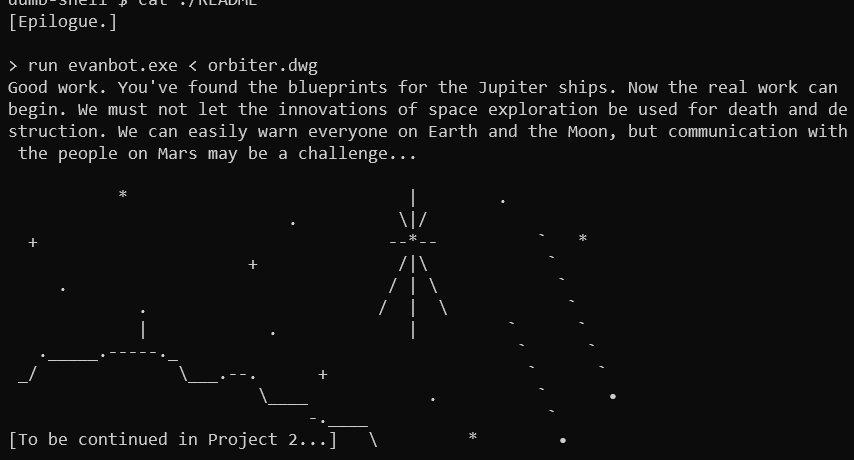 dumb-shell $ cat ./README
[Epilogue.]
> run evanbot.exe < orbiter.dwg
Good work. You've found the blueprints for the Jupiter ships. Now the real work can
begin. We must not let the innovations of space exploration be used for death and de
struction. We can easily warn everyone on Earth and the Moon, but communication with
 the people on Mars may be a challenge...
[To be continued in Project 2...]